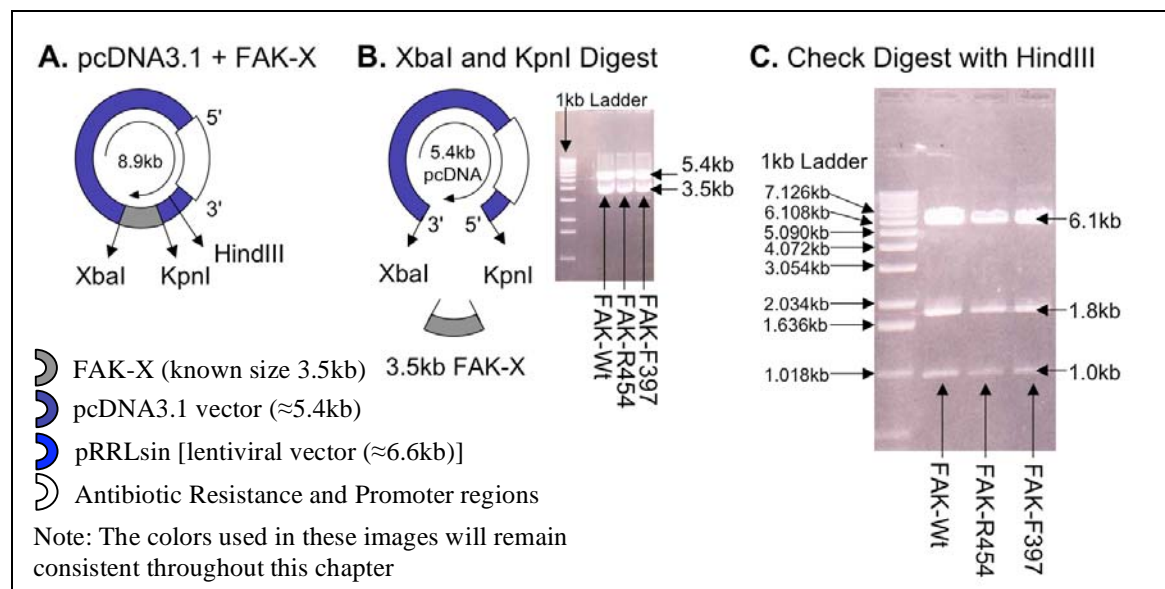 A. pcDNA3.1 + FAK-X
5'
8.9kb
3'
HindIII
XbaI
KpnI
B. XbaI and KpnI Digest
1kb Ladder
5.4kb
pcDNA
3'
5'
XbaI
KpnI
3.5kb FAK-X
5.4kb
3.5kb
FAK-Wt
FAK-R454
FAK-F397
C. Check Digest with HindIII
1kb Ladder
7.126kb
6.108kb
5.090kb
4.072kb
3.054kb
2.034kb
1.636kb
1.018kb
6.1kb
1.8kb
1.0kb
FAK-Wt
FAK-R454
FAK-F397
FAK-X (known size 3.5kb)
pcDNA3.1 vector (≈5.4kb)
pRRLsin [lentiviral vector (≈6.6kb)]
Antibiotic Resistance and Promoter regions
Note: The colors used in these images will remain
consistent throughout this chapter